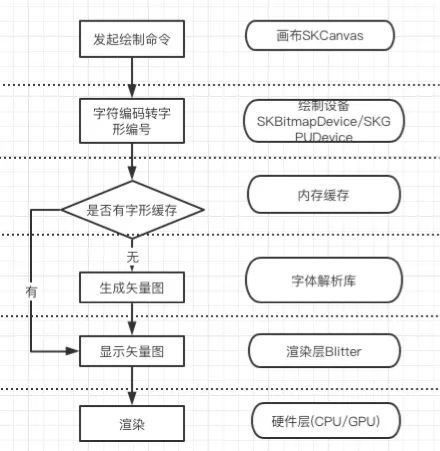 发起绘制命令
画布SKCanvas
字符编码转字
形编号
绘制设备
SKBitmapDevice/SKG
PUDevice
是否有字形缓存
内存缓存
无
有
生成矢量图
字体解析库
显示矢量图
渲染层Blitter
渲染
硬件层(CPU/GPU)